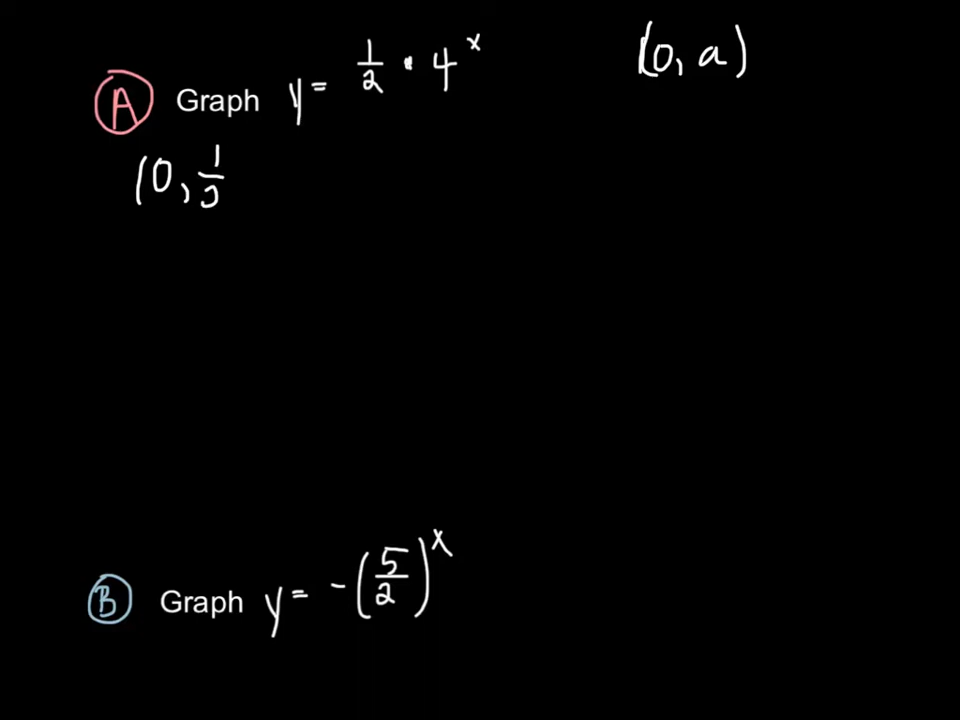 (A) Graph y = 1/2 · 4^x (0, a)
(0, 1/2
(B) Graph y = -(5/2)^x